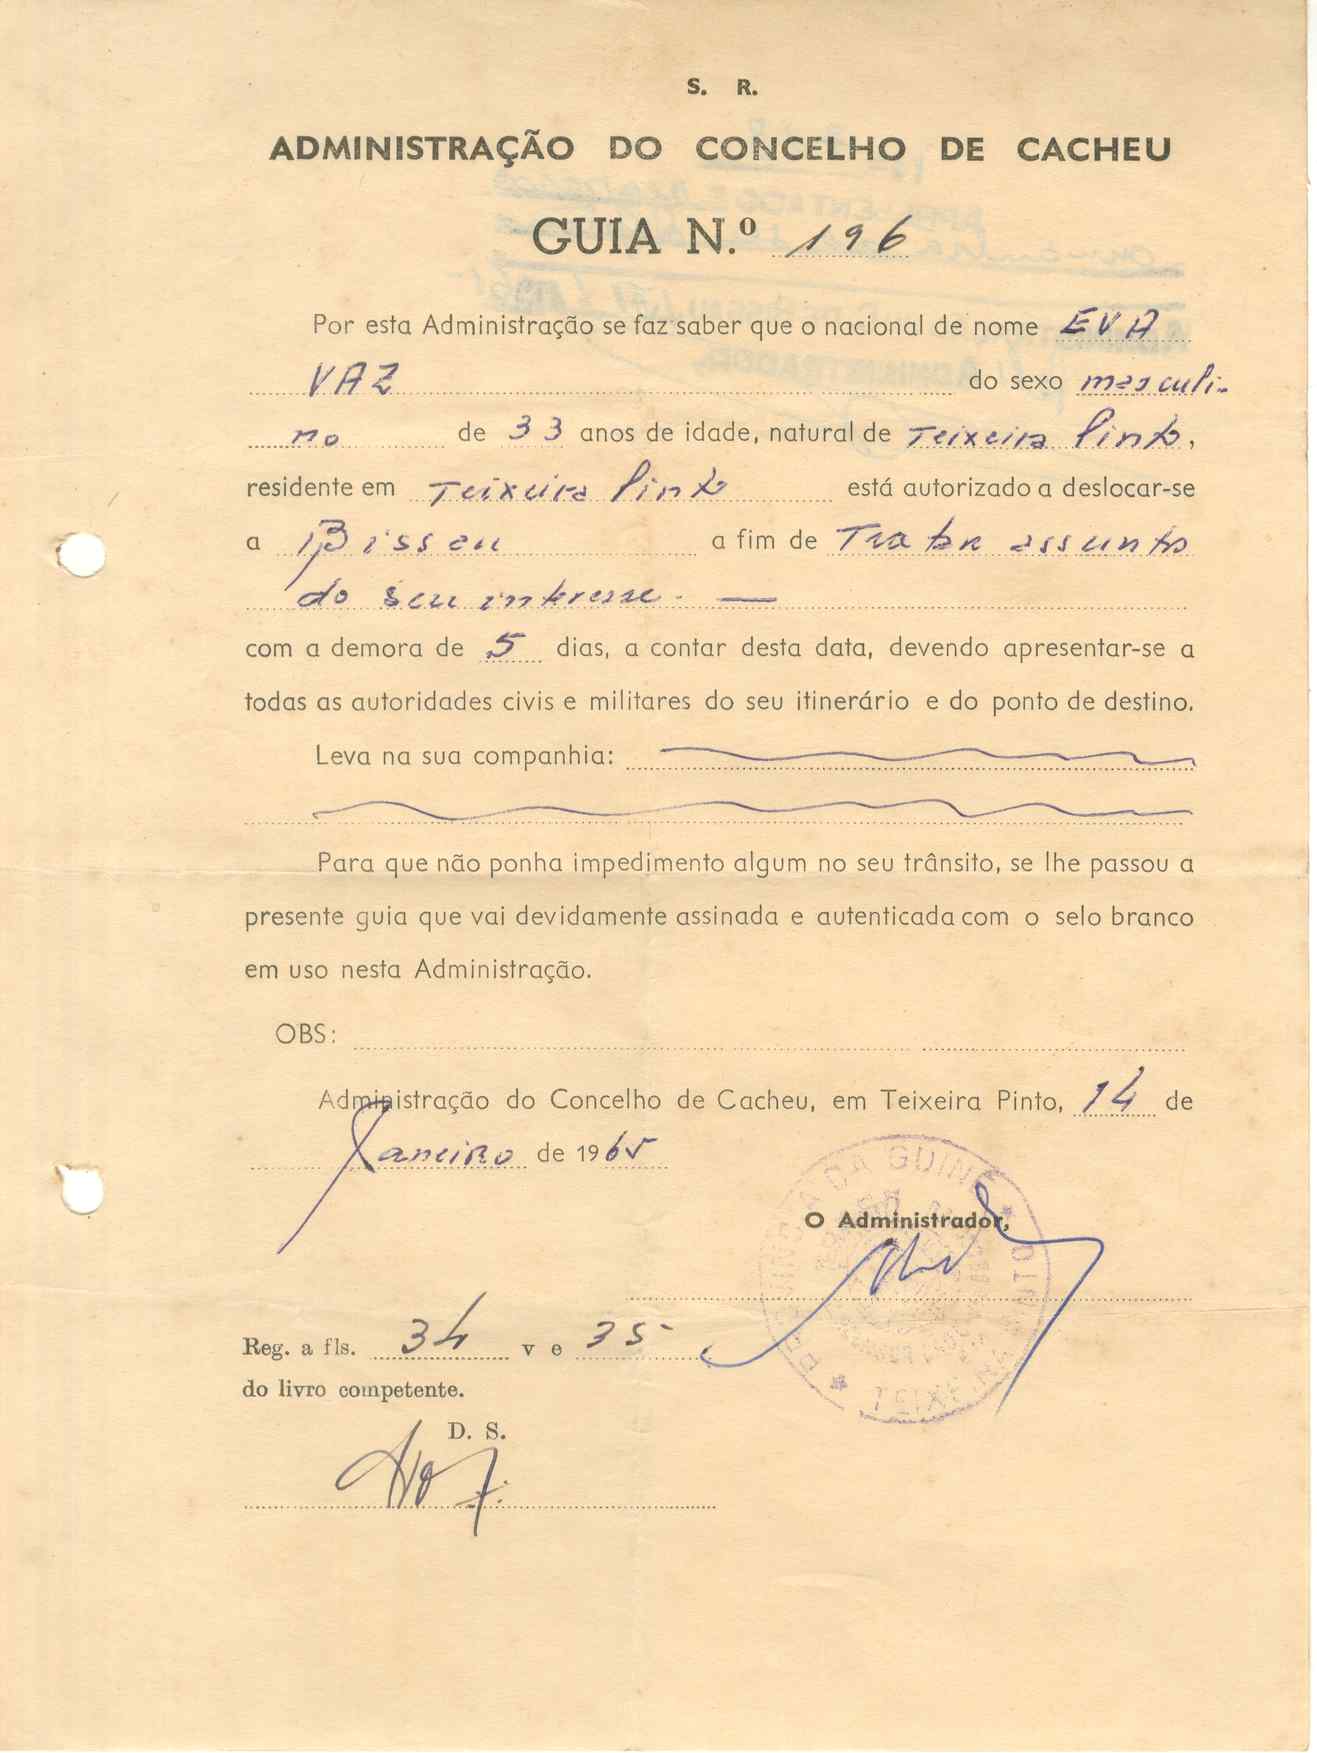 S. R.
ADMINISTRAÇÃO DO CONCELHO DE CACHEU
GUIA N.º 196
Por esta Administração se faz saber que o nacional de nome EVA
VAZ do sexo masculi-
no de 33 anos de idade, natural de Teixeira Pinto,
residente em Teixeira Pinto está autorizado a deslocar-se
a Bissau a fim de Tratar assunto
do seu interesse. —
com a demora de 5 dias, a contar desta data, devendo apresentar-se a
todas as autoridades civis e militares do seu itinerário e do ponto de destino.
Leva na sua companhia:
Para que não ponha impedimento algum no seu trânsito, se lhe passou a
presente guia que vai devidamente assinada e autenticada com o selo branco
em uso nesta Administração.
OBS:
Administração do Concelho de Cacheu, em Teixeira Pinto, 14 de
Janeiro de 1965
O Administrador,
Reg. a fls. 34 v e 35
do livro competente.
D. S.